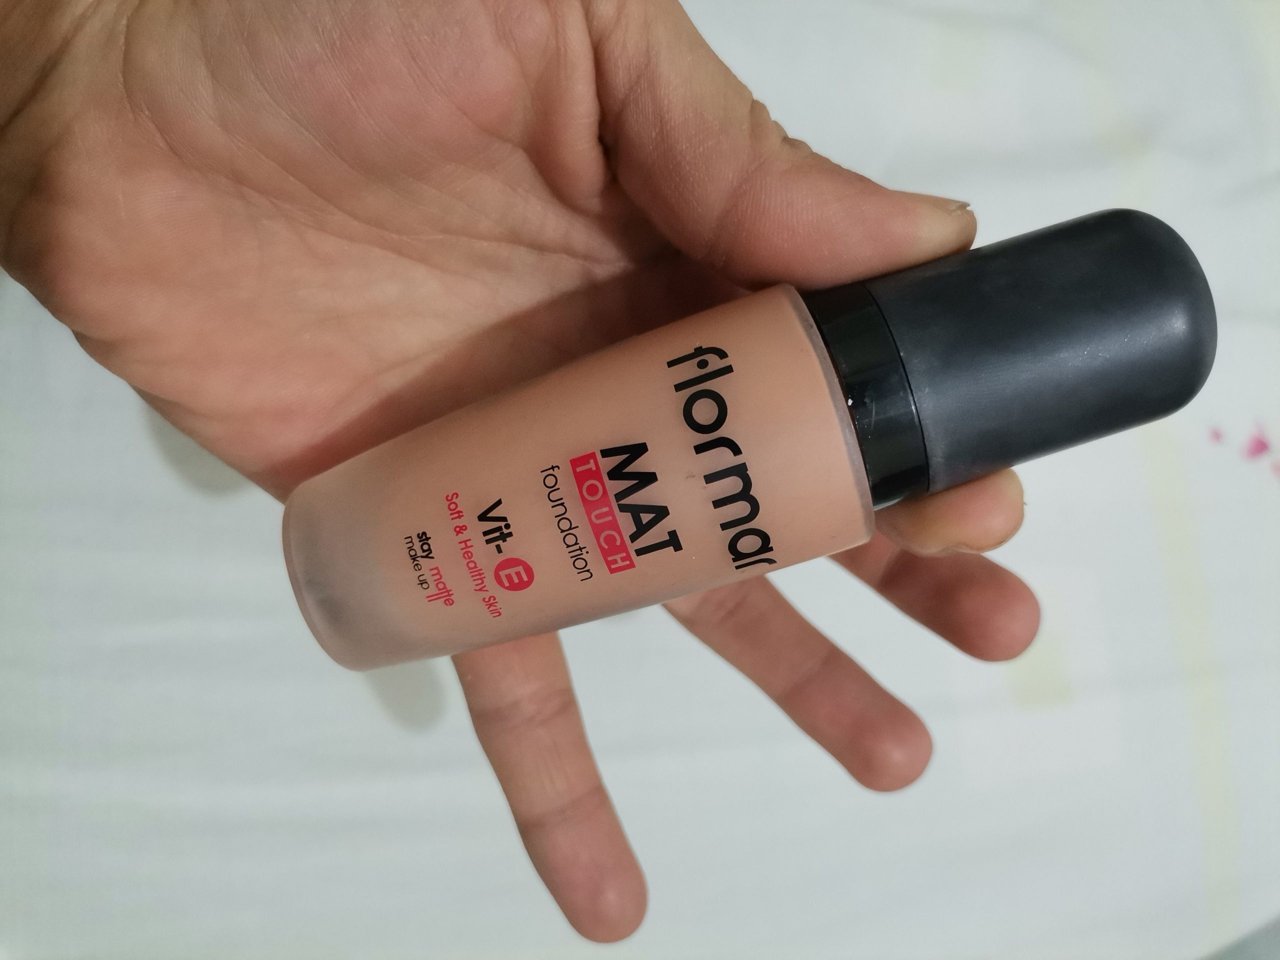 flormar
MAT
TOUCH
foundation
Vit-E
Soft & Healthy Skin
stay matte
make up